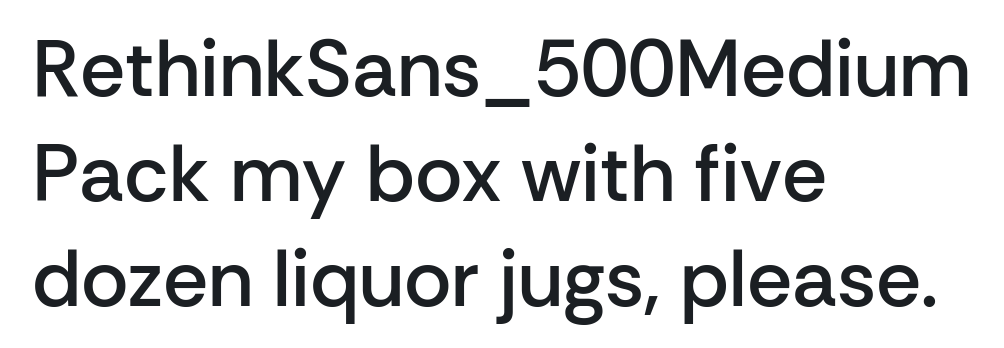 RethinkSans_500Medium
Pack my box with five
dozen liquor jugs, please.